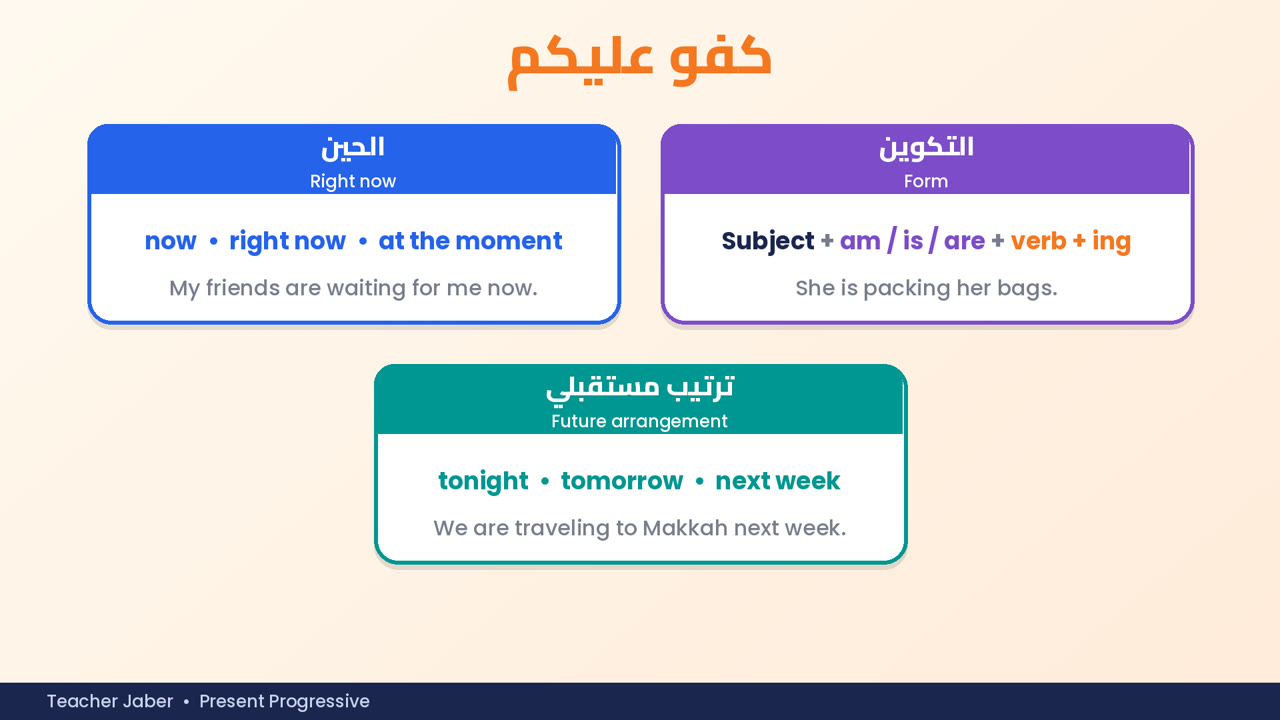 كفو عليكم
التكوين
Form
Subject + am / is / are + verb + ing
She is packing her bags.
الحين
Right now
now • right now • at the moment
My friends are waiting for me now.
ترتيب مستقبلي
Future arrangement
tonight • tomorrow • next week
We are traveling to Makkah next week.
Teacher Jaber • Present Progressive